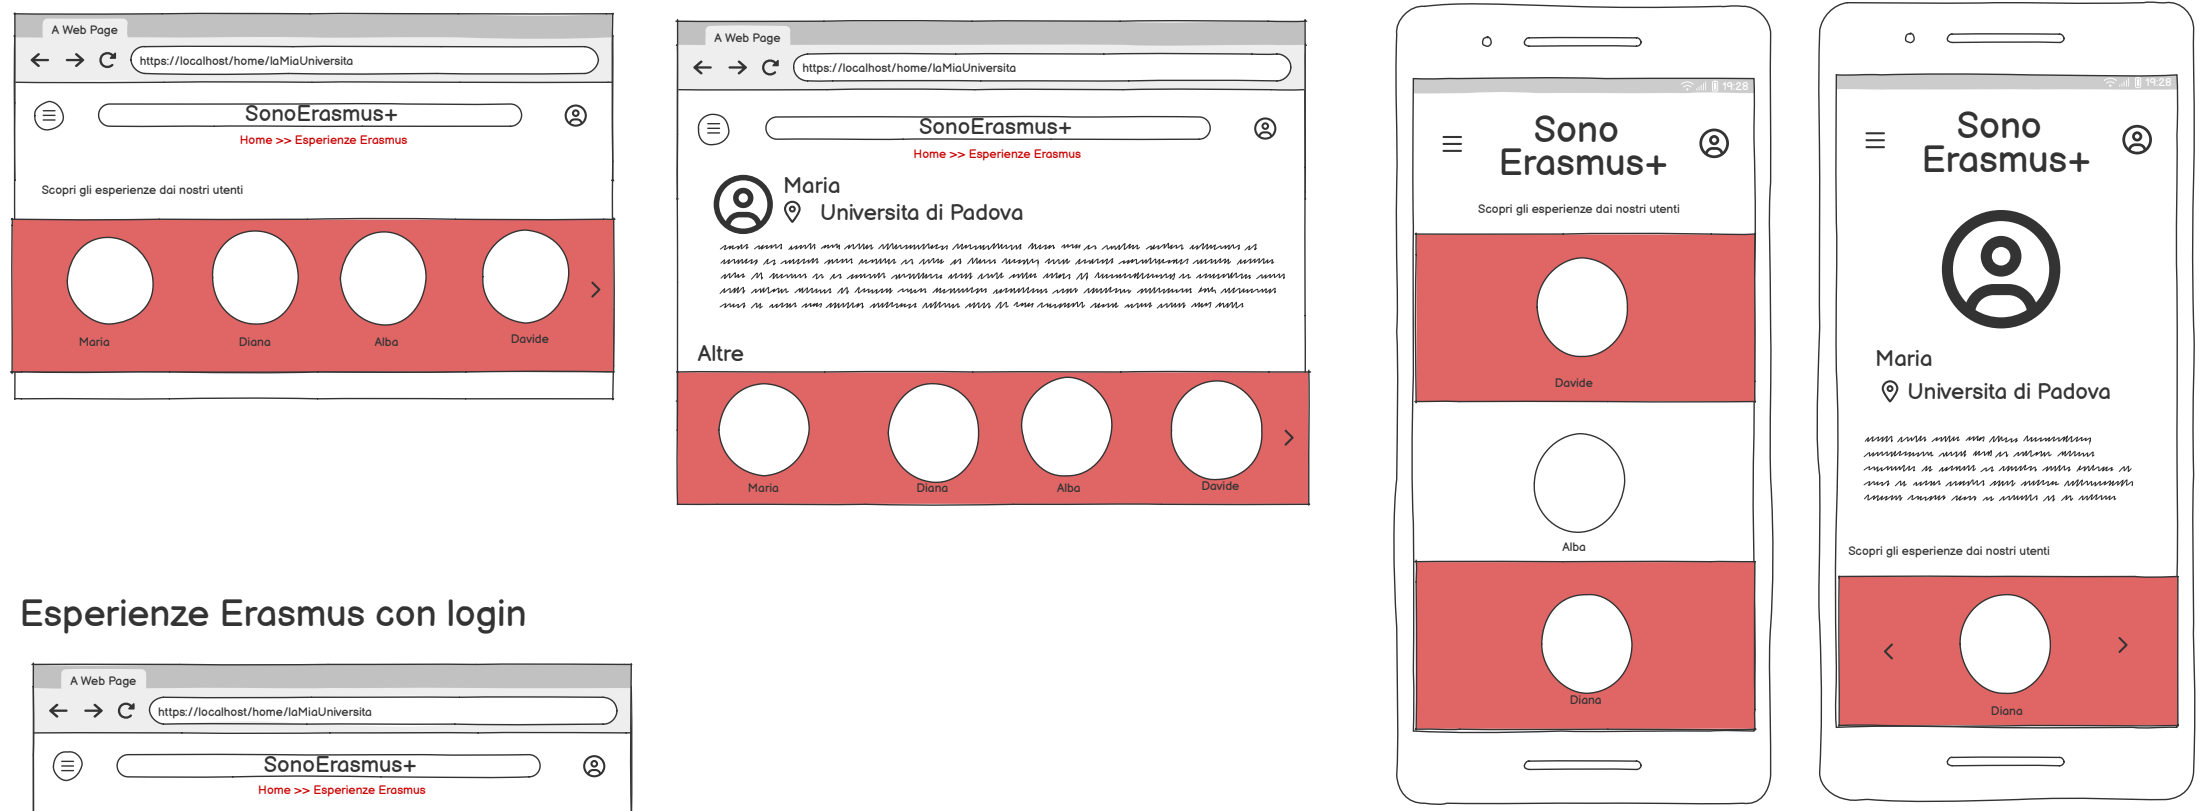 A Web Page
https://localhost/home/laMiaUniversita
SonoErasmus+
Home >> Esperienze Erasmus
Scopri gli esperienze dai nostri utenti
Maria
Diana
Alba
Davide
A Web Page
https://localhost/home/laMiaUniversita
SonoErasmus+
Home >> Esperienze Erasmus
Maria
Universita di Padova
Altre
Maria
Diana
Alba
Davide
19:28
Sono
Erasmus+
Scopri gli esperienze dai nostri utenti
Davide
Alba
Diana
19:28
Sono
Erasmus+
Maria
Universita di Padova
Scopri gli esperienze dai nostri utenti
Diana
Esperienze Erasmus con login
A Web Page
https://localhost/home/laMiaUniversita
SonoErasmus+
Home >> Esperienze Erasmus